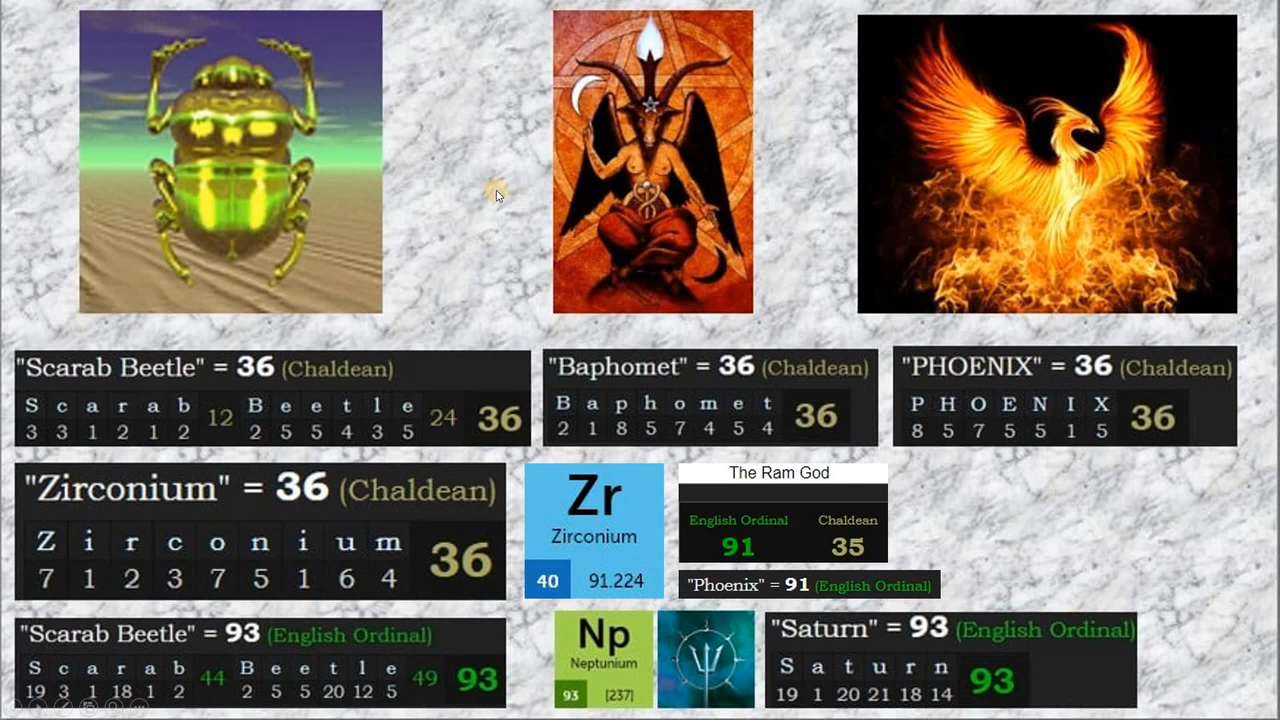 "Scarab Beetle" = 36 (Chaldean)
S c a r a b 12 B e e t l e 24 36
3 3 1 2 1 2 2 5 5 4 3 5
"Baphomet" = 36 (Chaldean)
B a p h o m e t 36
2 1 8 5 7 4 5 4
"PHOENIX" = 36 (Chaldean)
P H O E N I X 36
8 5 7 5 5 1 5
"Zirconium" = 36 (Chaldean)
Z i r c o n i u m 36
7 1 2 3 7 5 1 6 4
Zr
Zirconium
40 91.224
The Ram God
English Ordinal Chaldean
91 35
"Phoenix" = 91 (English Ordinal)
"Scarab Beetle" = 93 (English Ordinal)
S c a r a b 44 B e e t l e 49 93
19 3 1 18 1 2 2 5 5 20 12 5
Np
Neptunium
93 [237]
"Saturn" = 93 (English Ordinal)
S a t u r n 93
19 1 20 21 18 14